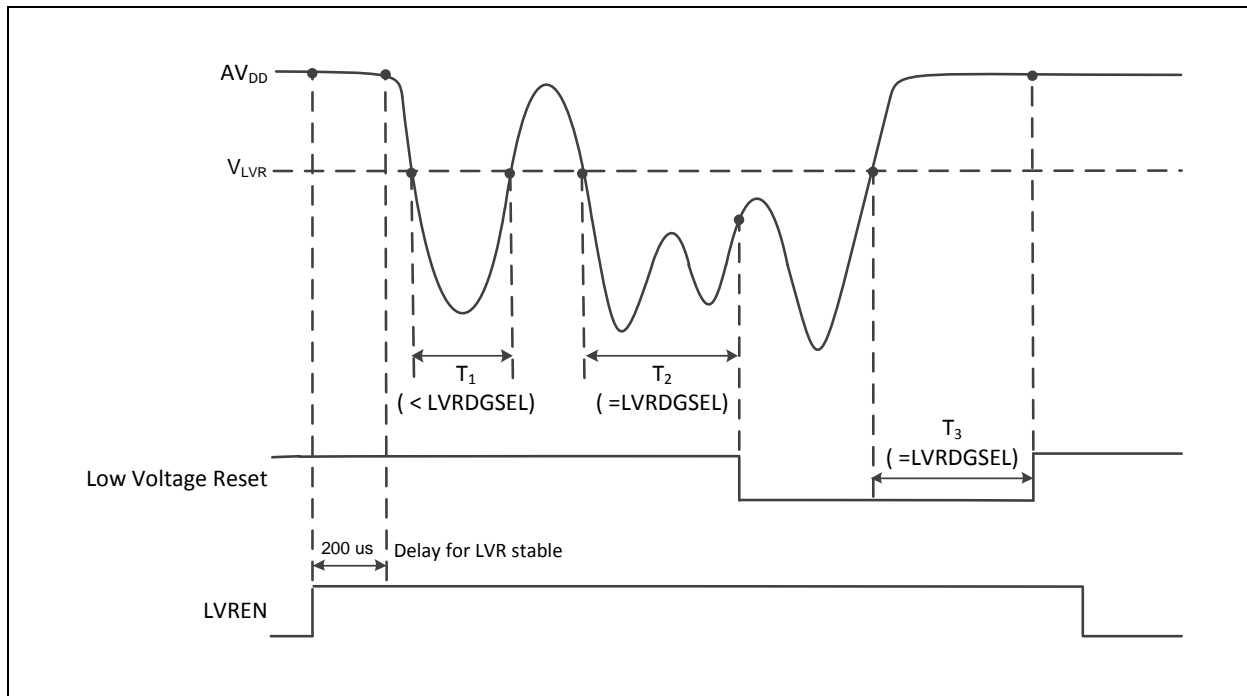 AVDD
VLVR
T1
( < LVRDGSEL)
T2
( =LVRDGSEL)
T3
( =LVRDGSEL)
Low Voltage Reset
200 us
Delay for LVR stable
LVREN